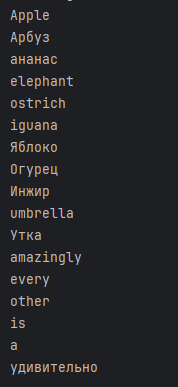 Apple
Арбуз
ананас
elephant
ostrich
iguana
Яблоко
Огурец
Инжир
umbrella
Утка
amazingly
every
other
is
a
удивительно